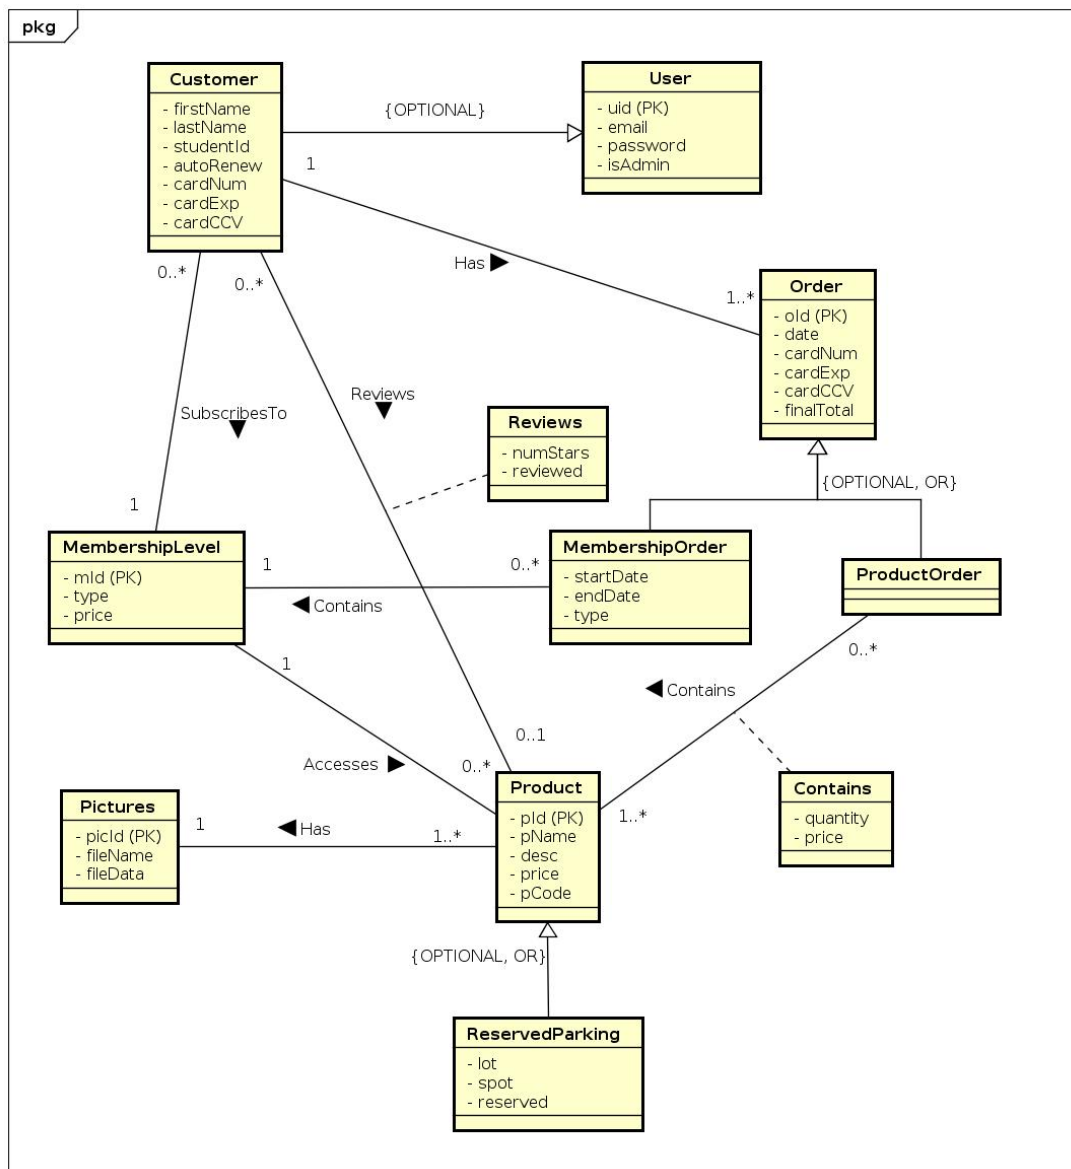 pkg
Customer
- firstName
- lastName
- studentId
- autoRenew
- cardNum
- cardExp
- cardCCV
{OPTIONAL}
User
- uid (PK)
- email
- password
- isAdmin
1
Has
1..*
Order
- oId (PK)
- date
- cardNum
- cardExp
- cardCCV
- finalTotal
0..*
0..*
SubscribesTo
Reviews
Reviews
- numStars
- reviewed
{OPTIONAL, OR}
1
MembershipLevel
- mId (PK)
- type
- price
1
0..*
Contains
MembershipOrder
- startDate
- endDate
- type
ProductOrder
0..*
Contains
1
Accesses
0..1
0..*
Product
- pId (PK)
- pName
- desc
- price
- pCode
1..*
Contains
- quantity
- price
Pictures
- picId (PK)
- fileName
- fileData
1
Has
1..*
{OPTIONAL, OR}
ReservedParking
- lot
- spot
- reserved